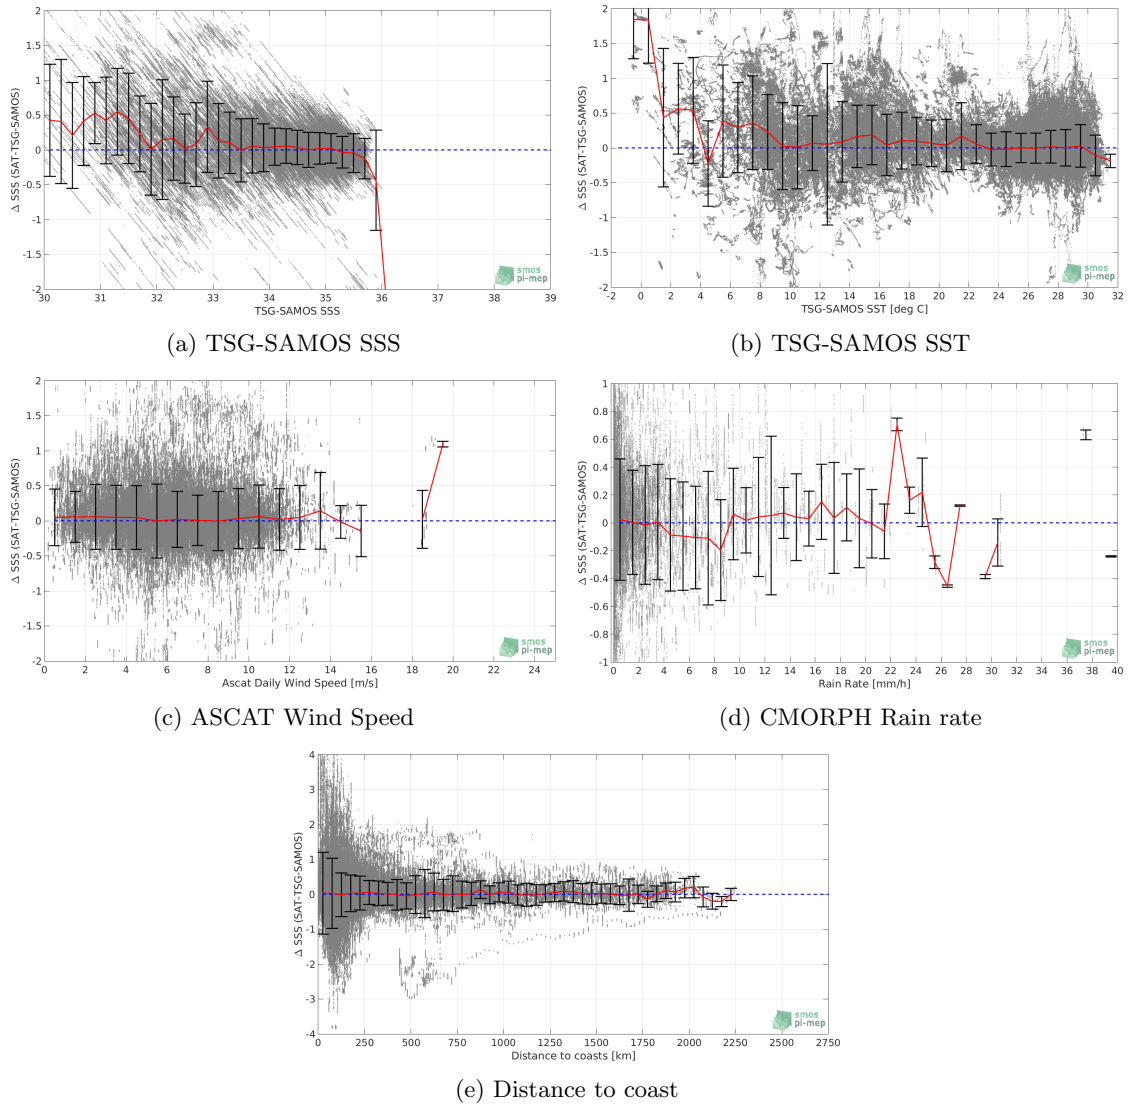 2
1.5
1
0.5
0
-0.5
-1
-1.5
-2
Δ SSS (SAT-TSG-SAMOS)
30 31 32 33 34 35 36 37 38 39
TSG-SAMOS SSS
smos
pi-mep
(a) TSG-SAMOS SSS
2
1.5
1
0.5
0
-0.5
-1
-1.5
-2
Δ SSS (SAT-TSG-SAMOS)
-2 0 2 4 6 8 10 12 14 16 18 20 22 24 26 28 30 32
TSG-SAMOS SST [deg C]
smos
pi-mep
(b) TSG-SAMOS SST
2
1.5
1
0.5
0
-0.5
-1
-1.5
-2
Δ SSS (SAT-TSG-SAMOS)
0 2 4 6 8 10 12 14 16 18 20 22 24
Ascat Daily Wind Speed [m/s]
smos
pi-mep
(c) ASCAT Wind Speed
1
0.8
0.6
0.4
0.2
0
-0.2
-0.4
-0.6
-0.8
-1
Δ SSS (SAT-TSG-SAMOS)
0 2 4 6 8 10 12 14 16 18 20 22 24 26 28 30 32 34 36 38 40
Rain Rate [mm/h]
smos
pi-mep
(d) CMORPH Rain rate
4
3
2
1
0
-1
-2
-3
-4
Δ SSS (SAT-TSG-SAMOS)
0 250 500 750 1000 1250 1500 1750 2000 2250 2500 2750
Distance to coasts [km]
smos
pi-mep
(e) Distance to coast